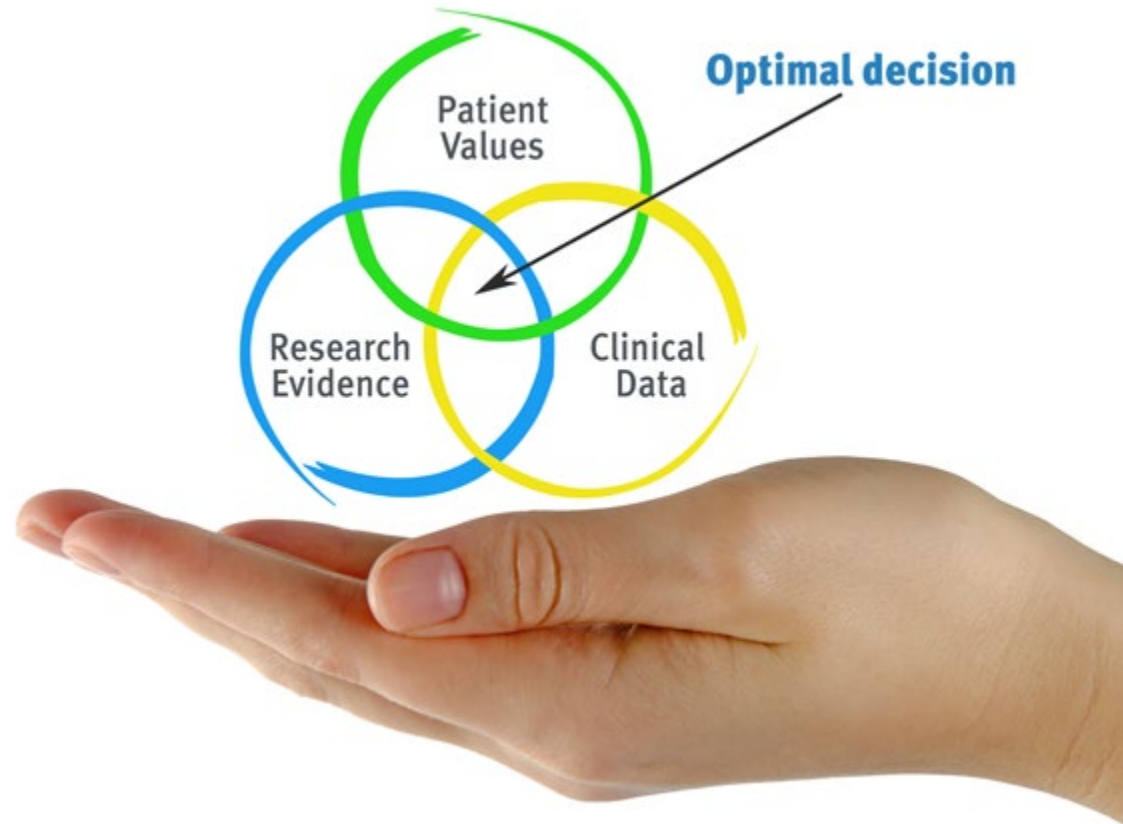 Optimal decision
Patient
Values
Research
Evidence
Clinical
Data